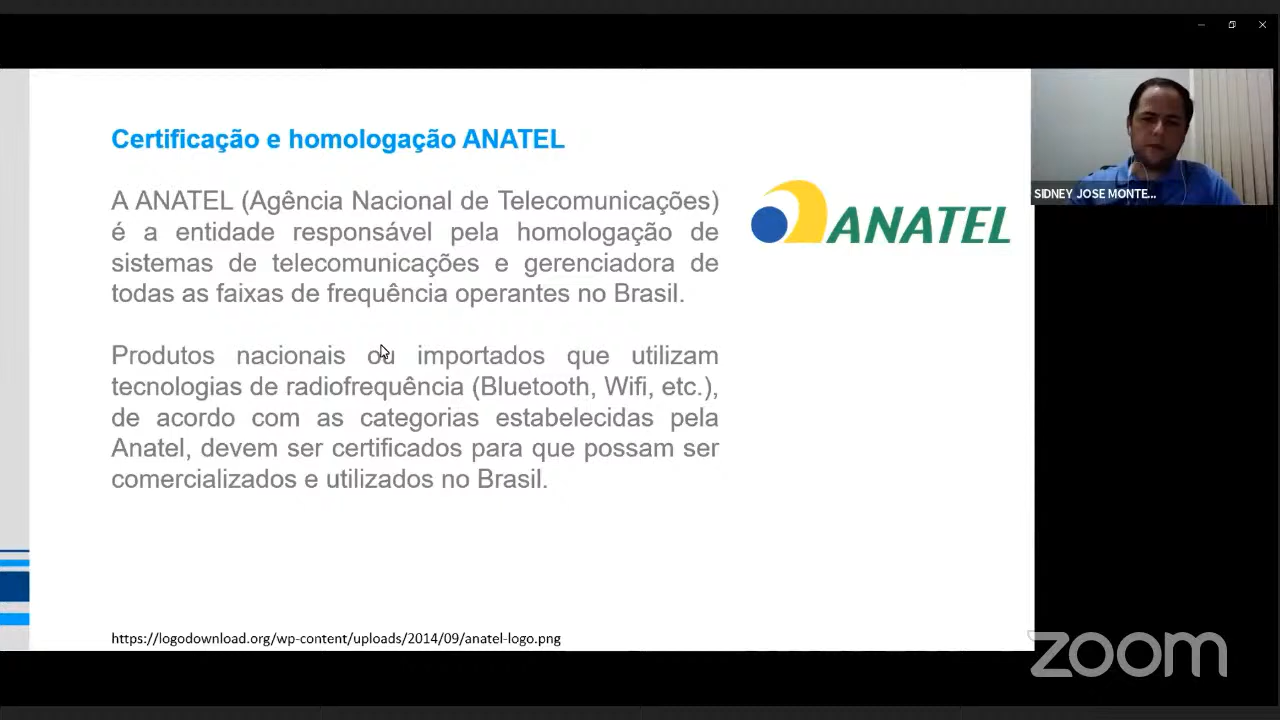 Certificação e homologação ANATEL
A ANATEL (Agência Nacional de Telecomunicações)
é a entidade responsável pela homologação de
sistemas de telecomunicações e gerenciadora de
todas as faixas de frequência operantes no Brasil.
Produtos nacionais ou importados que utilizam
tecnologias de radiofrequência (Bluetooth, Wifi, etc.),
de acordo com as categorias estabelecidas pela
Anatel, devem ser certificados para que possam ser
comercializados e utilizados no Brasil.
https://logodownload.org/wp-content/uploads/2014/09/anatel-logo.png
ANATEL
SIDNEY JOSE MONTE...
zoom